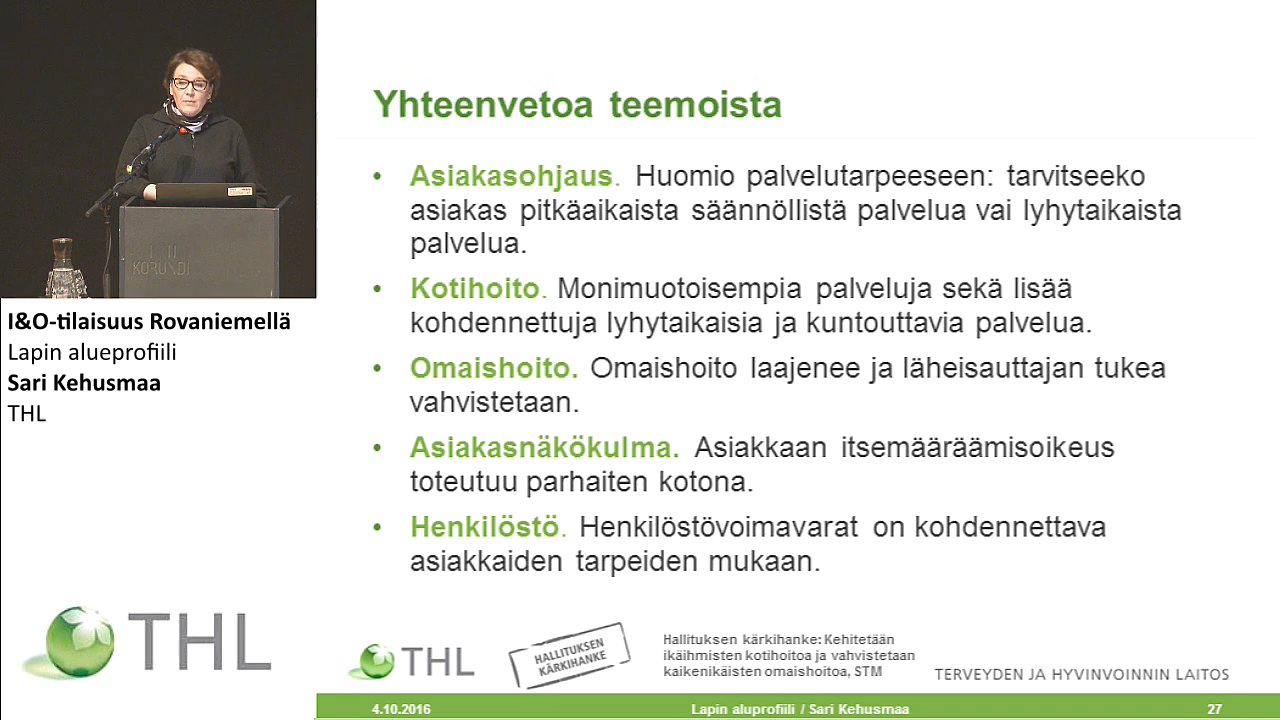 KORUNDI
I&O-tilaisuus Rovaniemellä
Lapin alueprofiili
Sari Kehusmaa
THL
THL
Yhteenvetoa teemoista
• Asiakasohjaus. Huomio palvelutarpeeseen: tarvitseeko
asiakas pitkäaikaista säännöllistä palvelua vai lyhytaikaista
palvelua.
• Kotihoito. Monimuotoisempia palveluja sekä lisää
kohdennettuja lyhytaikaisia ja kuntouttavia palvelua.
• Omaishoito. Omaishoito laajenee ja läheisauttajan tukea
vahvistetaan.
• Asiakasnäkökulma. Asiakkaan itsemääräämisoikeus
toteutuu parhaiten kotona.
• Henkilöstö. Henkilöstövoimavarat on kohdennettava
asiakkaiden tarpeiden mukaan.
THL
HALLITUKSEN
KÄRKIHANKE
Hallituksen kärkihanke: Kehitetään
ikäihmisten kotihoitoa ja vahvistetaan
kaikenikäisten omaishoitoa, STM
TERVEYDEN JA HYVINVOINNIN LAITOS
4.10.2016
Lapin aluprofiili / Sari Kehusmaa
27